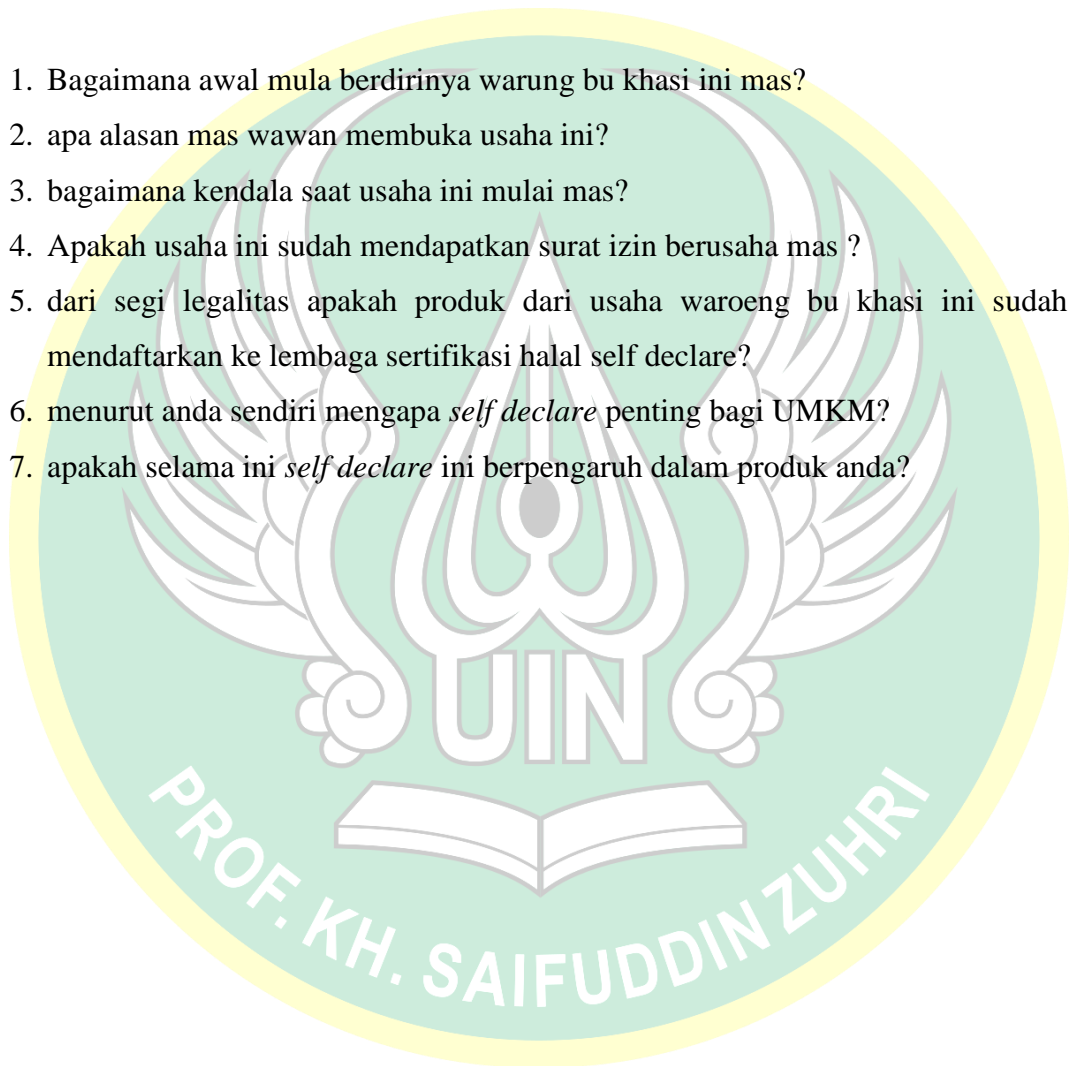 1. Bagaimana awal mula berdirinya warung bu khasi ini mas?
2. apa alasan mas wawan membuka usaha ini?
3. bagaimana kendala saat usaha ini mulai mas?
4. Apakah usaha ini sudah mendapatkan surat izin berusaha mas ?
5. dari segi legalitas apakah produk dari usaha waroeng bu khasi ini sudah
mendaftarkan ke lembaga sertifikasi halal self declare?
6. menurut anda sendiri mengapa self declare penting bagi UMKM?
7. apakah selama ini self declare ini berpengaruh dalam produk anda?
UIN
PROF. KH. SAIFUDDIN ZUHRI